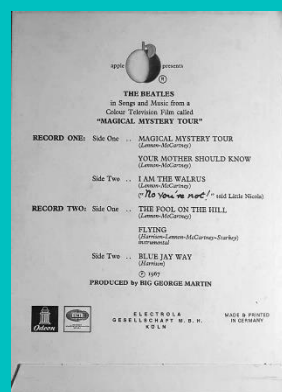 apple presents
THE BEATLES
in Songs and Music from a
Colour Television Film called
"MAGICAL MYSTERY TOUR"
RECORD ONE: Side One .. MAGICAL MYSTERY TOUR
(Lennon-McCartney)
YOUR MOTHER SHOULD KNOW
(Lennon-McCartney)
Side Two .. I AM THE WALRUS
(Lennon-McCartney)
("No you're not!" said Little Nicola)
RECORD TWO: Side One .. THE FOOL ON THE HILL
(Lennon-McCartney)
FLYING
(Harrison-Lennon-McCartney-Starkey)
instrumental
Side Two .. BLUE JAY WAY
(Harrison)
℗ 1967
PRODUCED by BIG GEORGE MARTIN
Odeon
ELECTROLA
GESELLSCHAFT M. B. H.
KÖLN
MADE & PRINTED
IN GERMANY